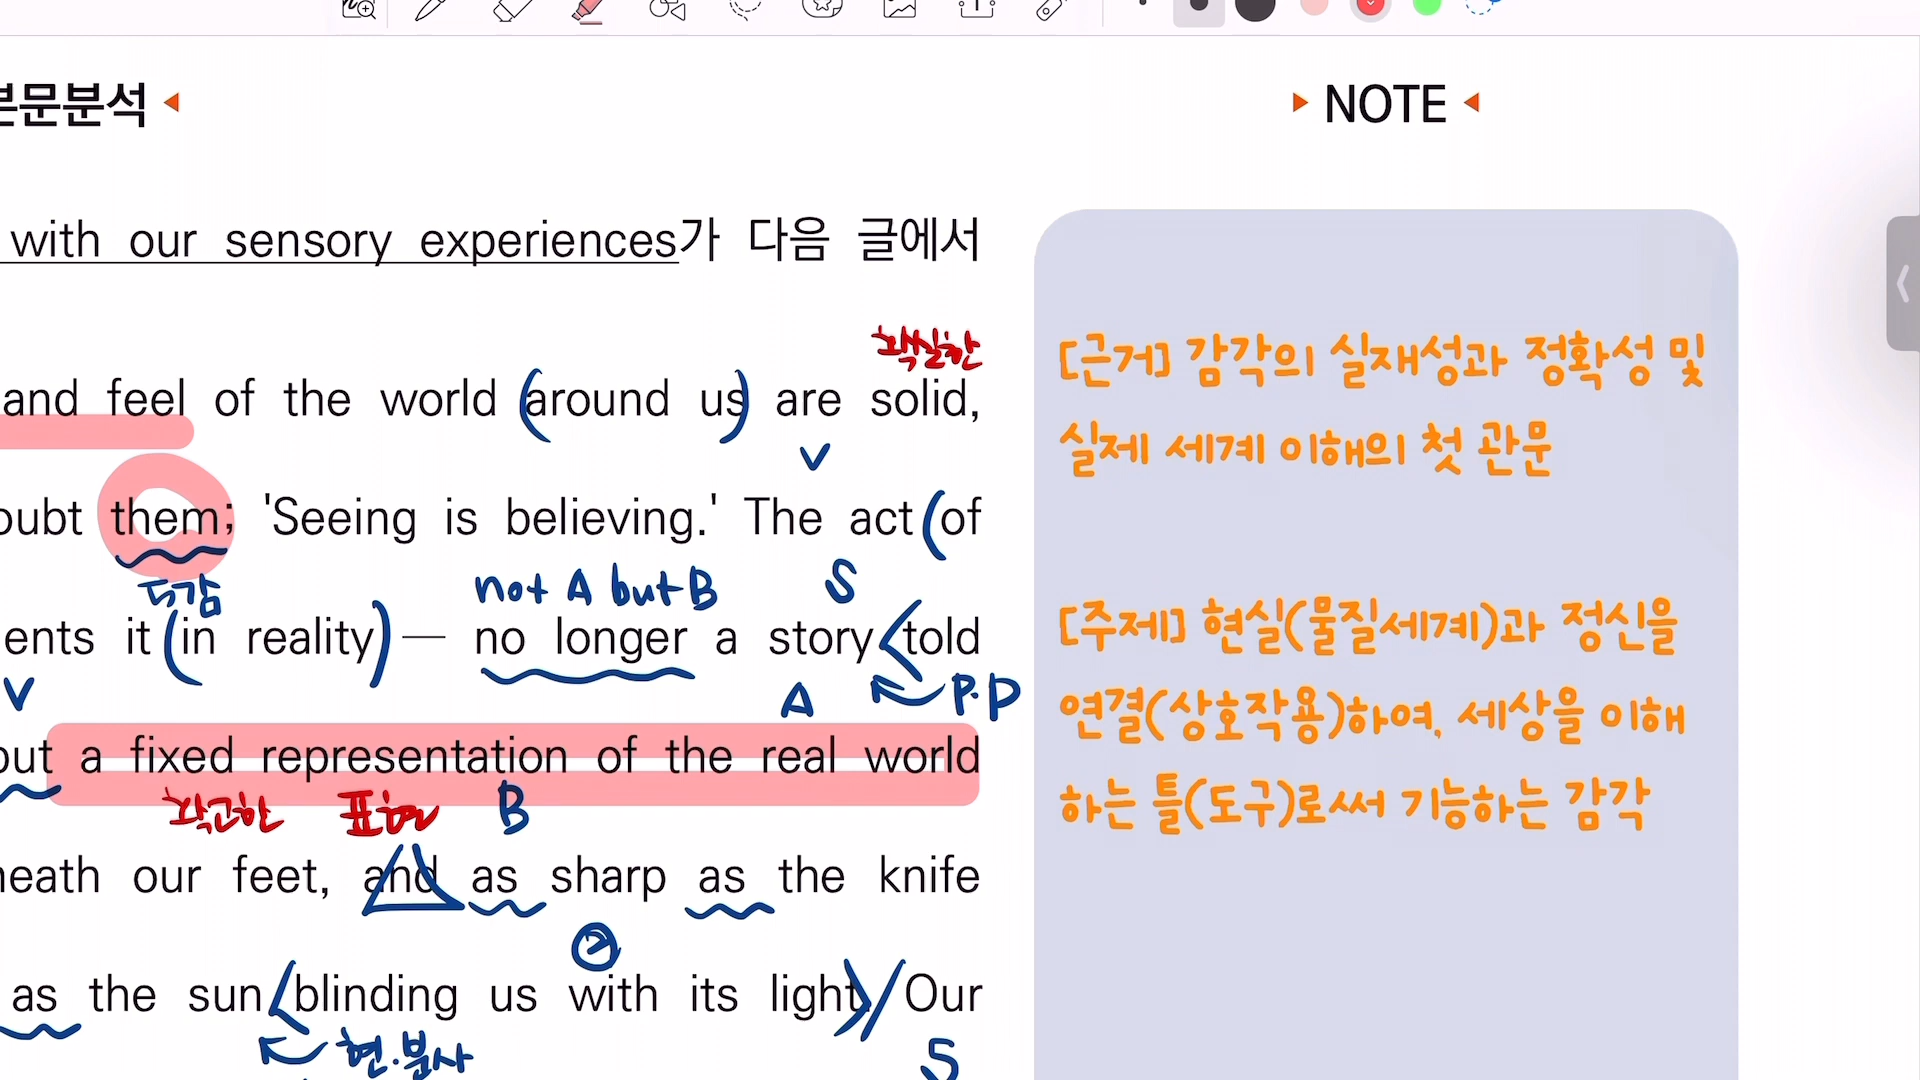 본문분석 ◂
▸ NOTE ◂
with our sensory experiences가 다음 글에서
확실한
and feel of the world (around us) are solid,
V
[근거] 감각의 실재성과 정확성 및
실제 세계 이해의 첫 관문
oubt them; 'Seeing is believing.' The act (of
오감
not A but B
S
ents it (in reality) — no longer a story <told
V
A
P.P
[주제] 현실(물질세계)과 정신을
연결(상호작용)하여, 세상을 이해
하는 틀(도구)로써 기능하는 감각
out a fixed representation of the real world
확고한 표현 B
neath our feet, and as sharp as the knife
②
as the sun <blinding us with its light.>/ Our
현.분사
S